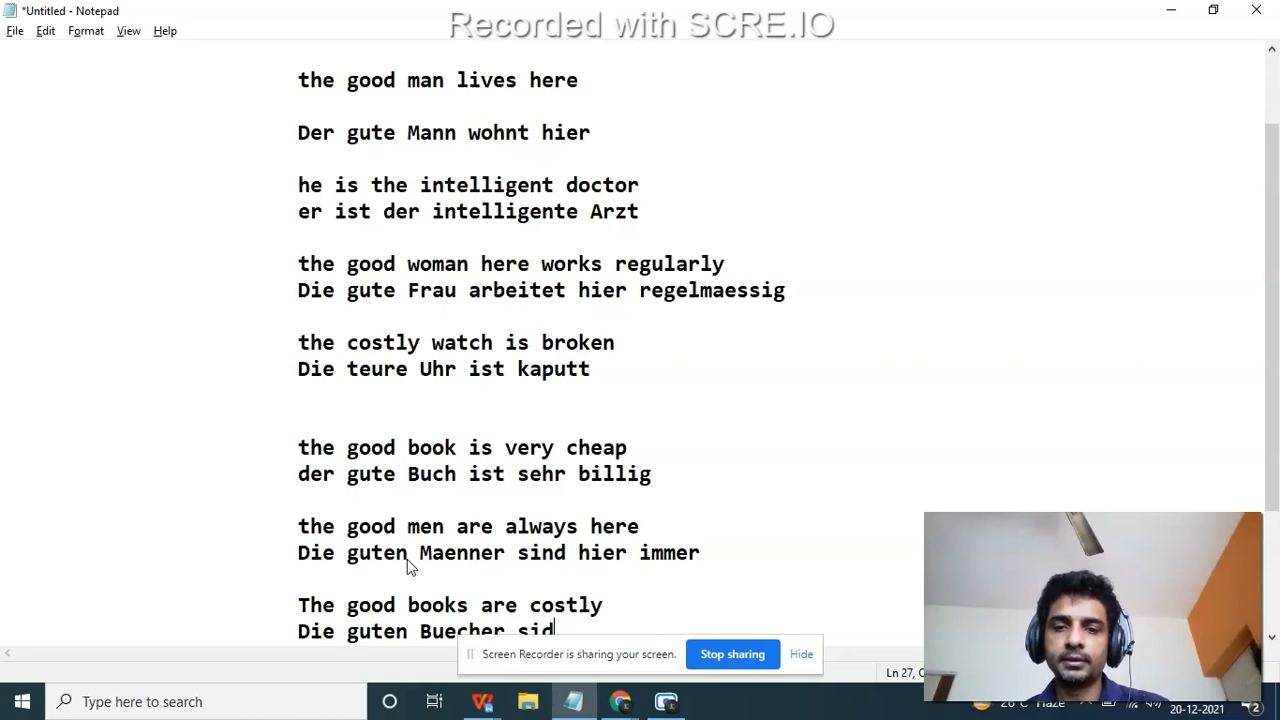 *Untitled - Notepad
Recorded with SCRE.IO
File Edit Format View Help
the good man lives here
Der gute Mann wohnt hier
he is the intelligent doctor
er ist der intelligente Arzt
the good woman here works regularly
Die gute Frau arbeitet hier regelmaessig
the costly watch is broken
Die teure Uhr ist kaputt
the good book is very cheap
der gute Buch ist sehr billig
the good men are always here
Die guten Maenner sind hier immer
The good books are costly
Die guten Buecher sid
Screen Recorder is sharing your screen. Stop sharing Hide
Ln 27, C
Type here to search
26°C Haze
20-12-2021
2